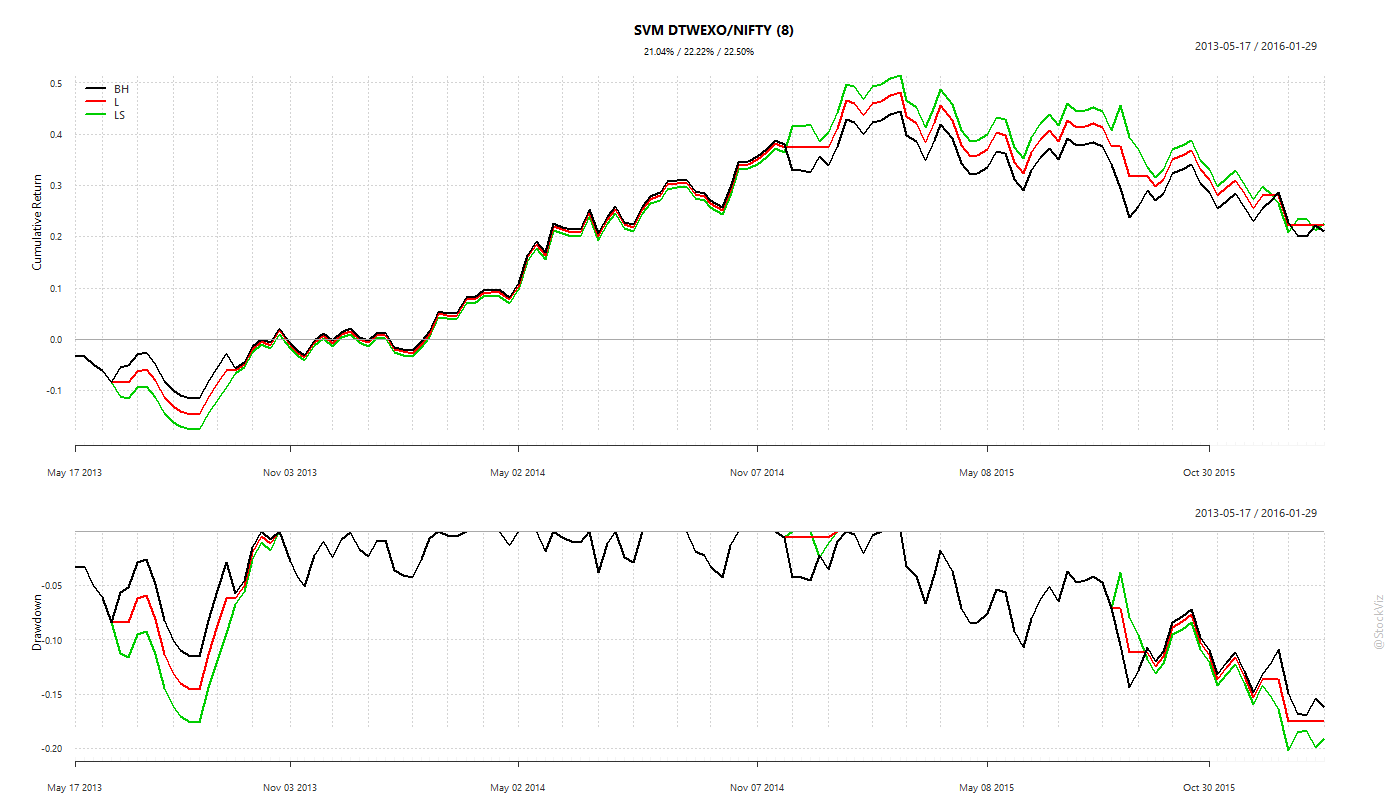 SVM DTWEXO/NIFTY (8)
21.04% / 22.22% / 22.50%
2013-05-17 / 2016-01-29
BH
L
LS
Cumulative Return
0.5
0.4
0.3
0.2
0.1
0.0
-0.1
May 17 2013
Nov 03 2013
May 02 2014
Nov 07 2014
May 08 2015
Oct 30 2015
2013-05-17 / 2016-01-29
Drawdown
-0.05
-0.10
-0.15
-0.20
May 17 2013
Nov 03 2013
May 02 2014
Nov 07 2014
May 08 2015
Oct 30 2015
@StockViz